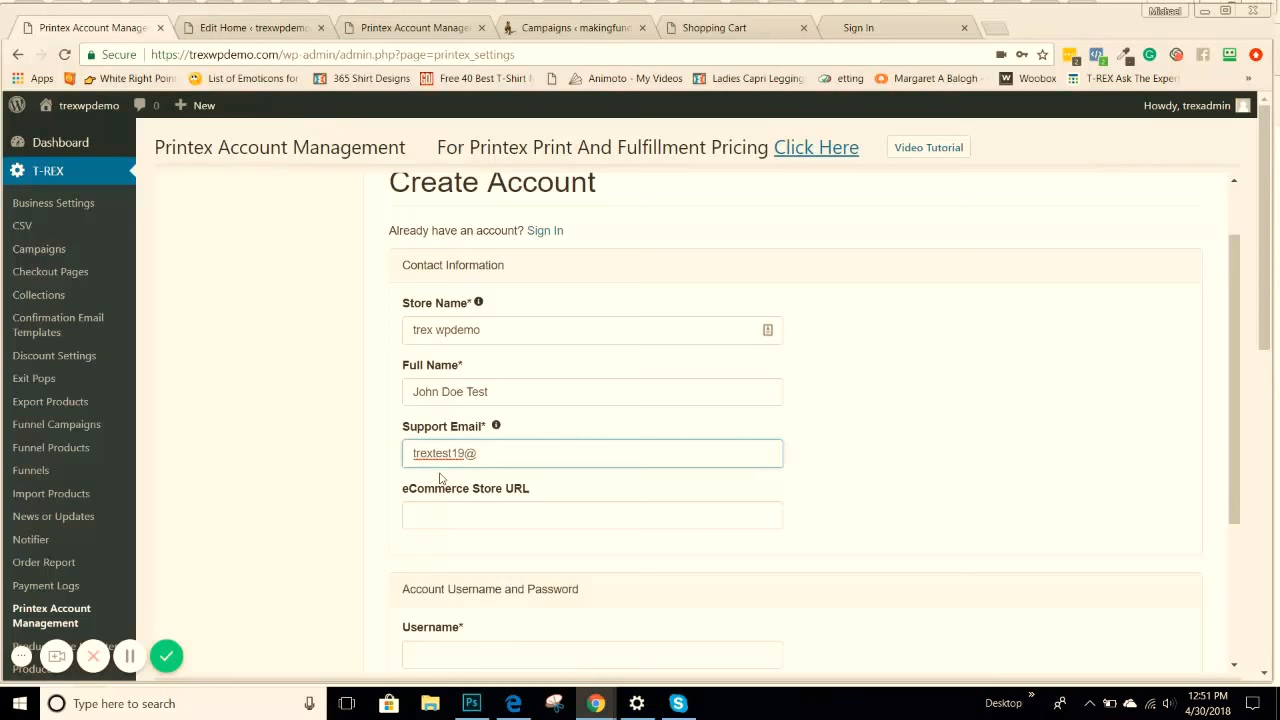 Michael
Printex Account Manage
Edit Home ‹ trexwpdemo
Printex Account Manage
Campaigns ‹ makingfunn
Shopping Cart
Sign In
Secure
https://trexwpdemo.com/wp-admin/admin.php?page=printex_settings
Apps
White Right Point
List of Emoticons for
365 Shirt Designs
Free 40 Best T-Shirt
Animoto - My Videos
Ladies Capri Legging
etting
Margaret A Balogh
Woobox
T-REX Ask The Expert
»
trexwpdemo
0
New
Howdy, trexadmin
Dashboard
T-REX
Business Settings
CSV
Campaigns
Checkout Pages
Collections
Confirmation Email
Templates
Discount Settings
Exit Pops
Export Products
Funnel Campaigns
Funnel Products
Funnels
Import Products
News or Updates
Notifier
Order Report
Payment Logs
Printex Account
Management
Printex Account Management
For Printex Print And Fulfillment Pricing Click Here
Video Tutorial
Create Account
Already have an account? Sign In
Contact Information
Store Name*
trex wpdemo
Full Name*
John Doe Test
Support Email*
trextest19@
eCommerce Store URL
Account Username and Password
Username*
Type here to search
Desktop
12:51 PM
4/30/2018